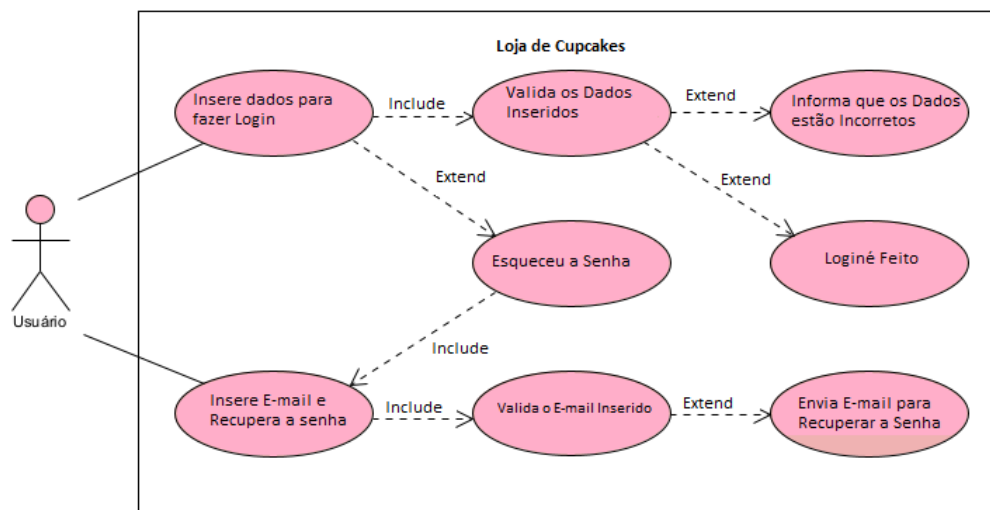 Loja de Cupcakes
Insere dados para
fazer Login
Include
Valida os Dados
Inseridos
Extend
Informa que os Dados
estão Incorretos
Extend
Extend
Esqueceu a Senha
Loginé Feito
Usuário
Include
Insere E-mail e
Recupera a senha
Include
Valida o E-mail Inserido
Extend
Envia E-mail para
Recuperar a Senha